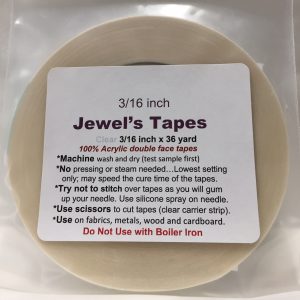 3/16 inch
Jewel's Tapes
Clear 3/16 inch x 36 yard
100% Acrylic double face tapes
*Machine wash and dry (test sample first)
*No pressing or steam needed...Lowest setting
only; may speed the cure time of the tapes.
*Try not to stitch over tapes as you will gum
up your needle. Use silicone spray on needle.
*Use scissors to cut tapes (clear carrier strip).
*Use on fabrics, metals, wood and cardboard.
Do Not Use with Boiler Iron